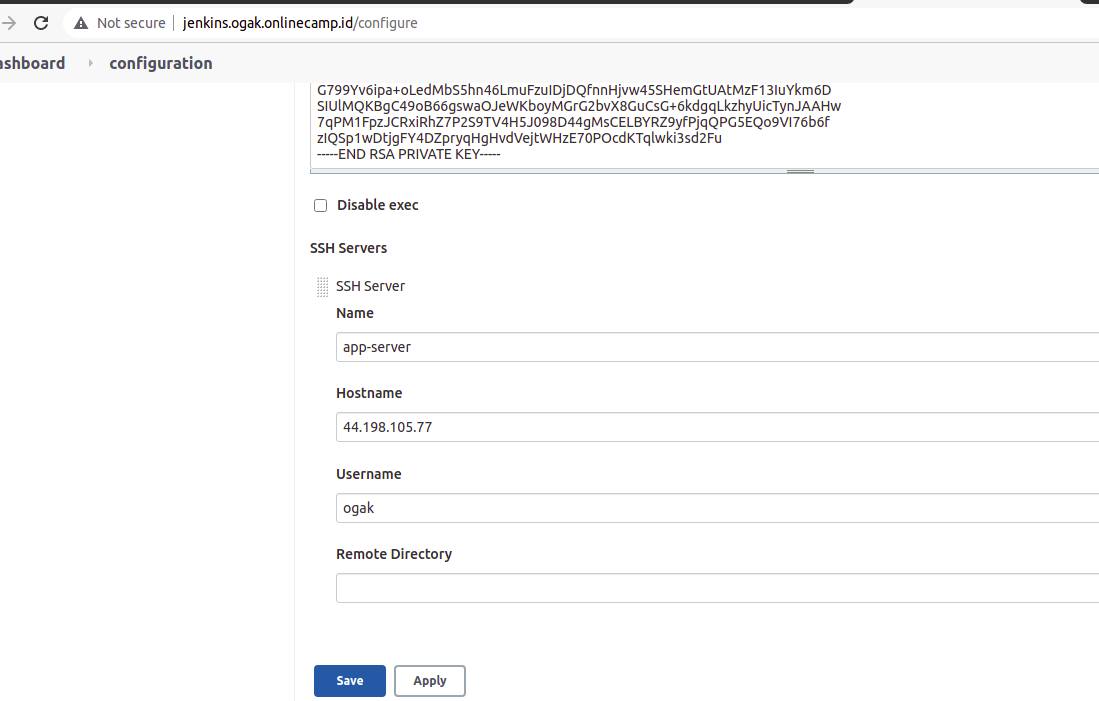 Not secure
jenkins.ogak.onlinecamp.id/configure
ashboard
configuration
G799Yv6ipa+oLedMbS5hn46LmuFzuIDjDQfnnHjvw45SHemGtUAtMzF13IuYkm6D
SIUlMQKBgC49oB66gswaOJeWKboyMGrG2bvX8GuCsG+6kdgqLkzhyUicTynJAAHw
7qPM1FpzJCRxiRhZ7P2S9TV4H5J098D44gMsCELBYRZ9yfPjqQPG5EQo9VI76b6f
zIQSp1wDtjgFY4DZpryqHgHvdVejtWHzE70POcdKTqlwki3sd2Fu
-----END RSA PRIVATE KEY-----
Disable exec
SSH Servers
SSH Server
Name
app-server
Hostname
44.198.105.77
Username
ogak
Remote Directory
Save
Apply